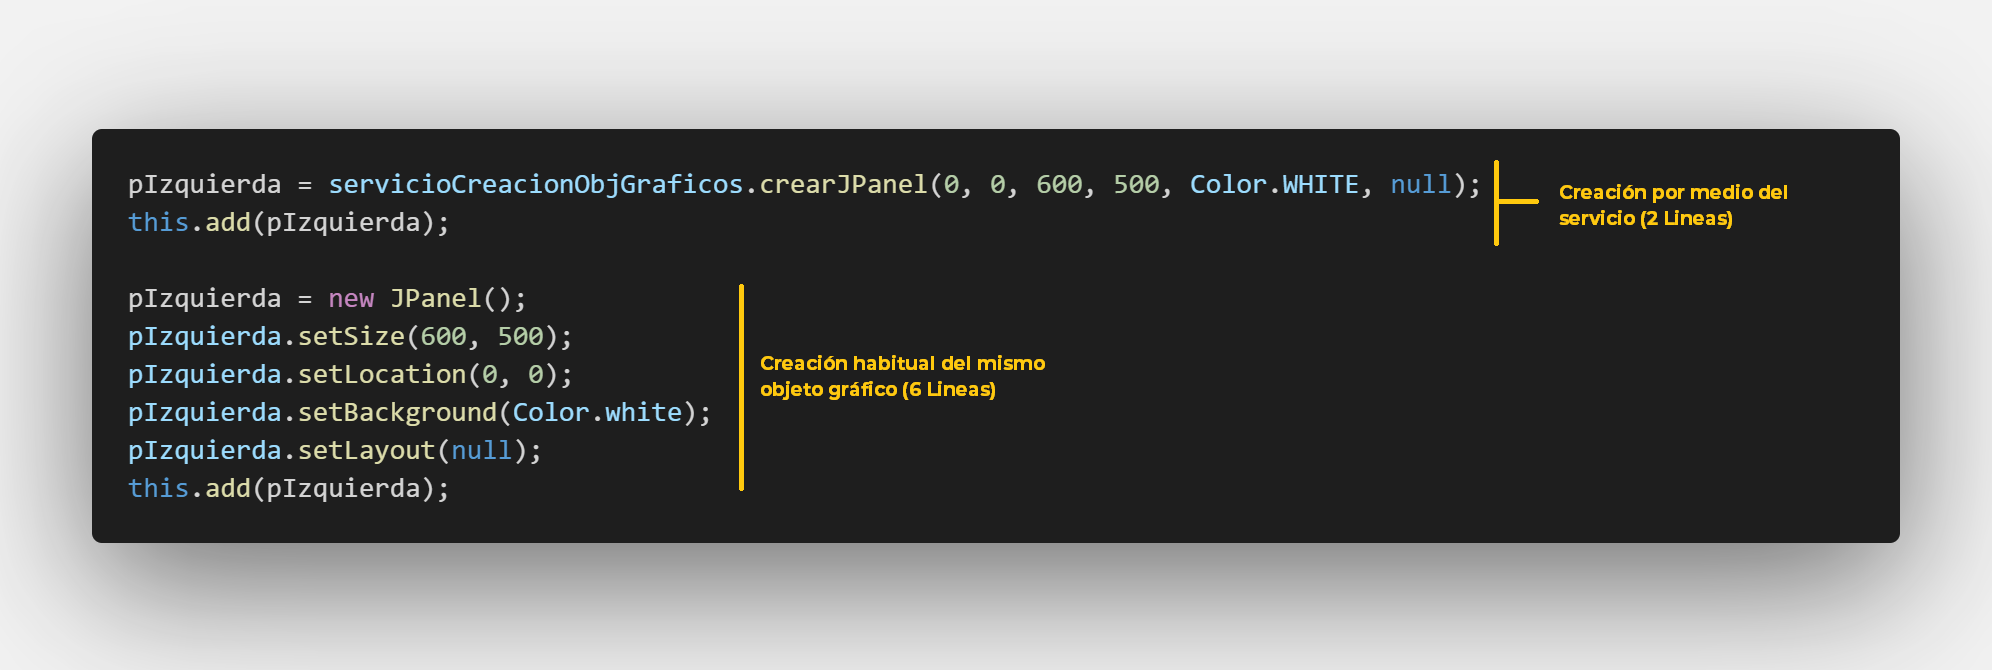 pIzquierda = servicioCreacionObjGraficos.crearJPanel(0, 0, 600, 500, Color.WHITE, null);
this.add(pIzquierda);
Creación por medio del
servicio (2 Lineas)
pIzquierda = new JPanel();
pIzquierda.setSize(600, 500);
pIzquierda.setLocation(0, 0);
pIzquierda.setBackground(Color.white);
pIzquierda.setLayout(null);
this.add(pIzquierda);
Creación habitual del mismo
objeto gráfico (6 Lineas)